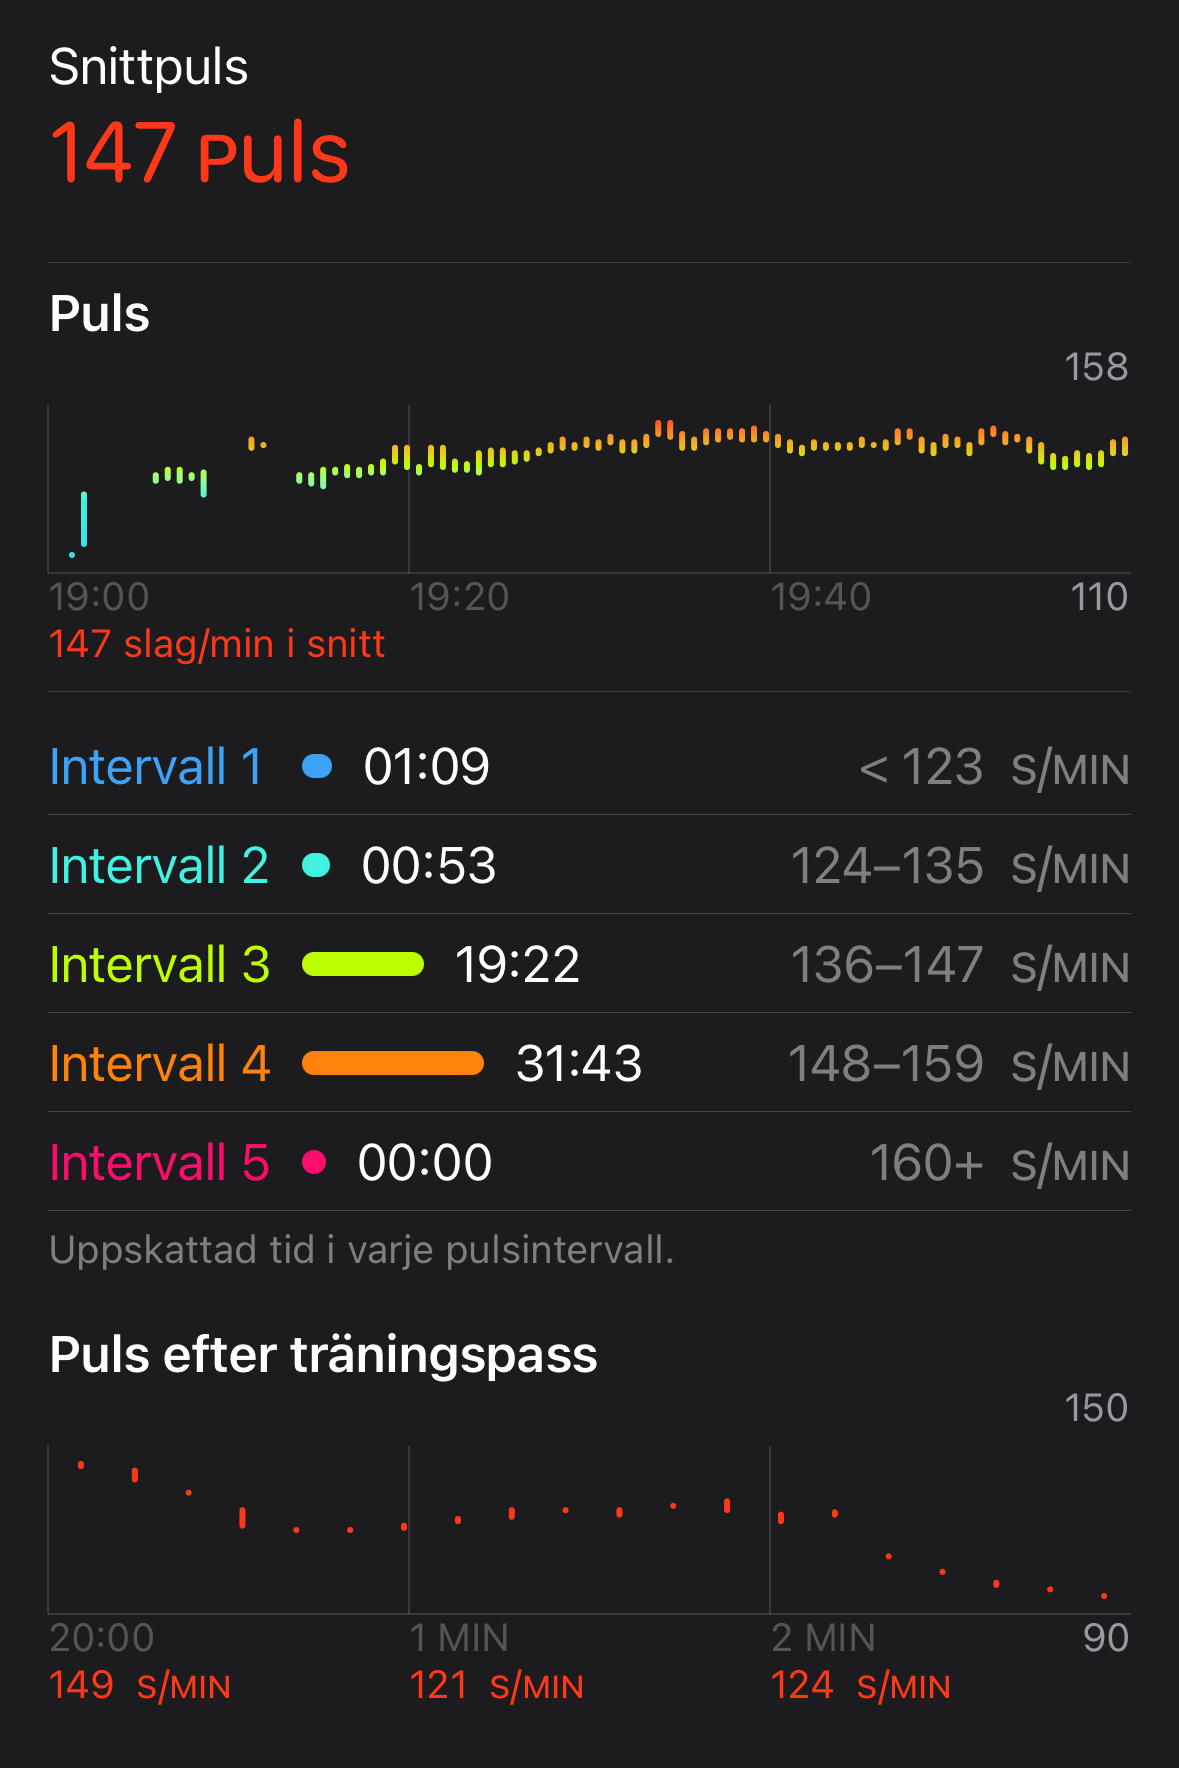 Snittpuls
147 PULS
Puls
158
19:00 19:20 19:40 110
147 slag/min i snitt
Intervall 1 01:09 < 123 S/MIN
Intervall 2 00:53 124–135 S/MIN
Intervall 3 19:22 136–147 S/MIN
Intervall 4 31:43 148–159 S/MIN
Intervall 5 00:00 160+ S/MIN
Uppskattad tid i varje pulsintervall.
Puls efter träningspass
150
20:00 1 MIN 2 MIN 90
149 S/MIN 121 S/MIN 124 S/MIN